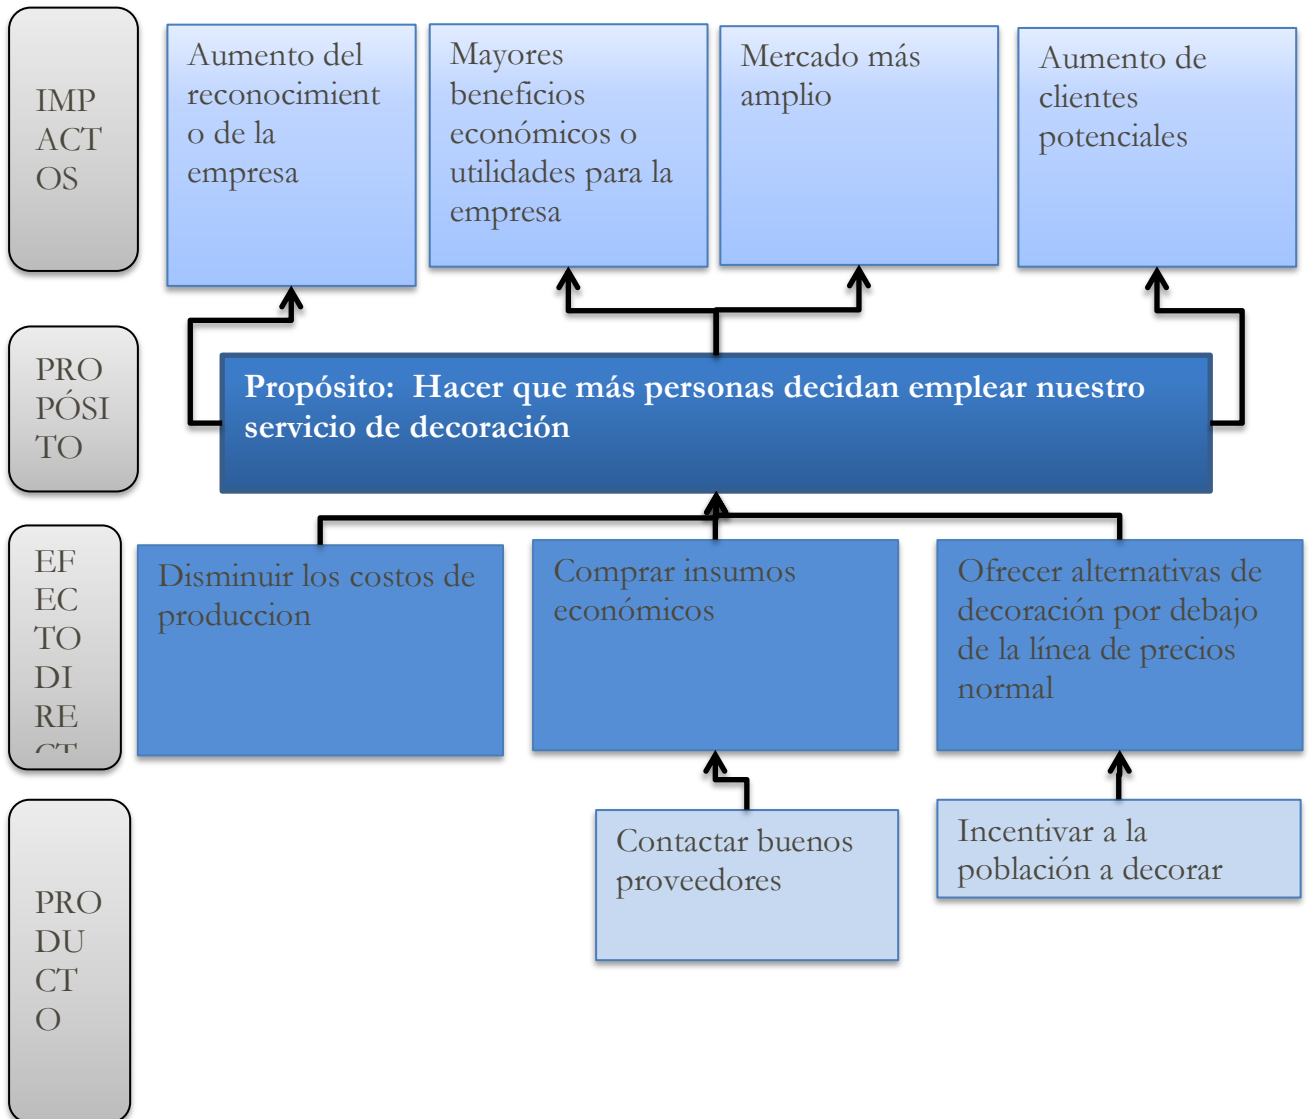 IMP
ACT
OS
Aumento del
reconocimient
o de la
empresa
Mayores
beneficios
económicos o
utilidades para la
empresa
Mercado más
amplio
Aumento de
clientes
potenciales
PRO
PÓSI
TO
Propósito:  Hacer que más personas decidan emplear nuestro
servicio de decoración
EF
EC
TO
DI
RE
CT
Disminuir los costos de
produccion
Comprar insumos
económicos
Ofrecer alternativas de
decoración por debajo
de la línea de precios
normal
PRO
DU
CT
O
Contactar buenos
proveedores
Incentivar a la
población a decorar